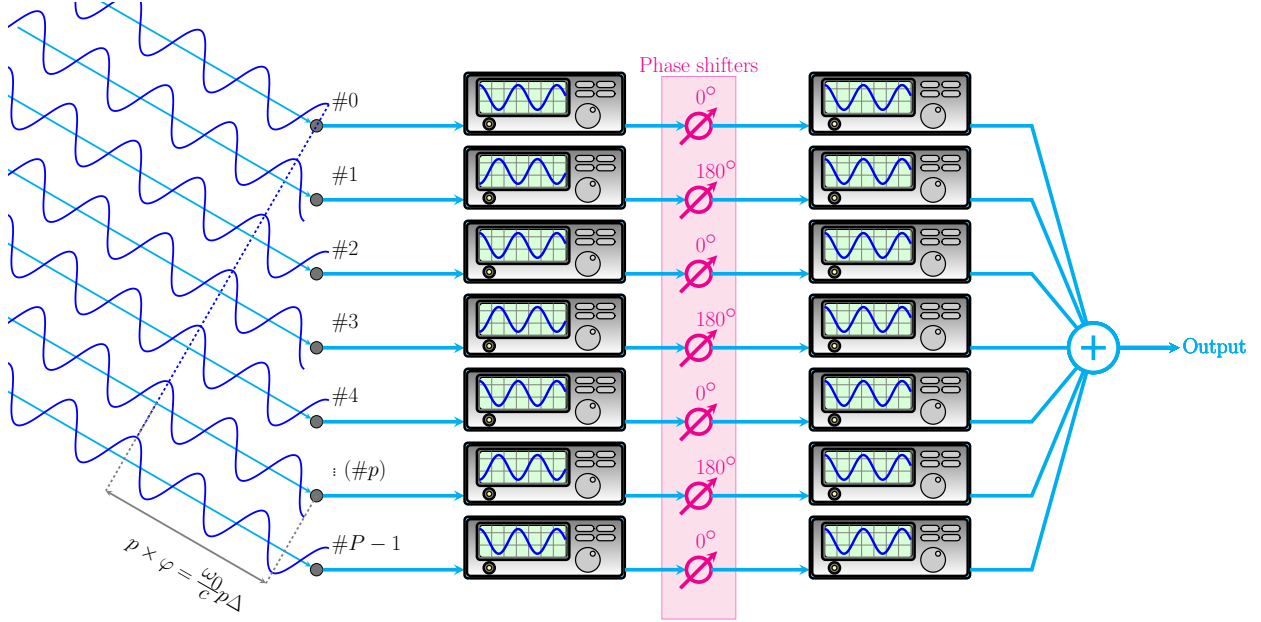 Phase shifters
#0
0°
#1
180°
#2
0°
#3
180°
Output
#4
0°
⋮ (#p)
180°
#P − 1
0°
p × φ = ω0/c pΔ